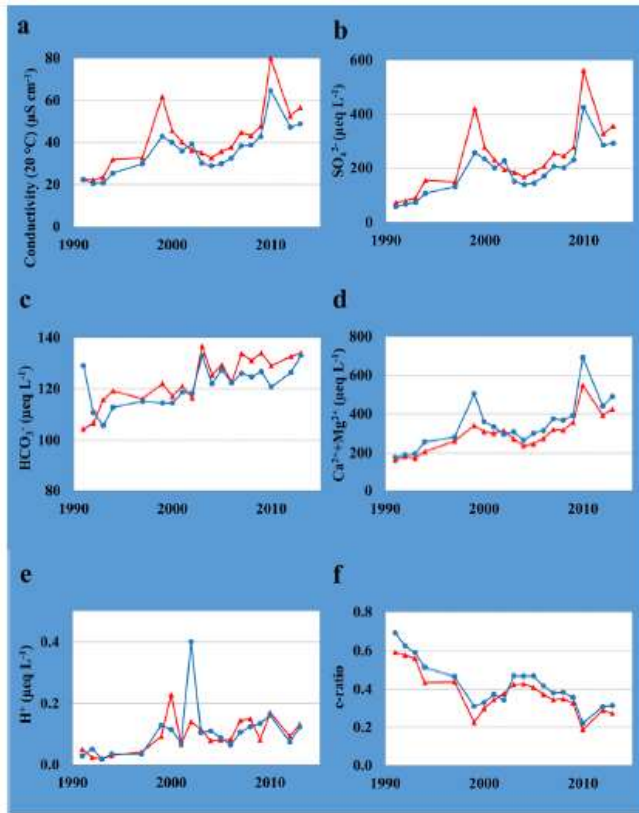 a
Conductivity (20 °C) (µS cm⁻¹)
80
60
40
20
0
1990 2000 2010
b
SO₄²⁻ (µeq L⁻¹)
600
400
200
0
1990 2000 2010
c
HCO₃⁻ (µeq L⁻¹)
140
120
100
80
1990 2000 2010
d
Ca²⁺+Mg²⁺ (µeq L⁻¹)
800
600
400
200
0
1990 2000 2010
e
H⁺ (µeq L⁻¹)
0.4
0.2
0.0
1990 2000 2010
f
c-ratio
0.8
0.6
0.4
0.2
0.0
1990 2000 2010